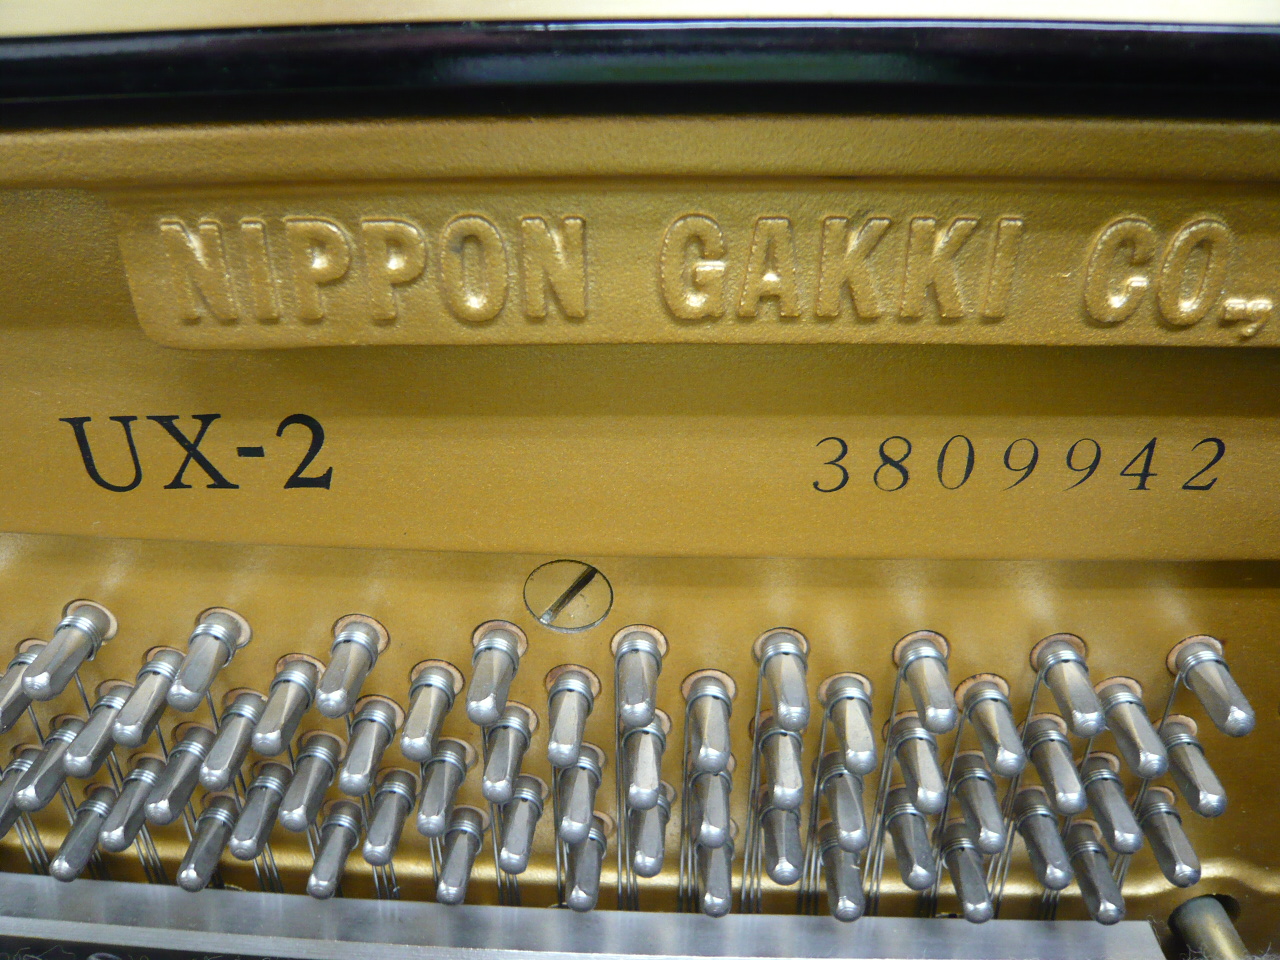 NIPPON GAKKI CO.,
UX-2 3809942